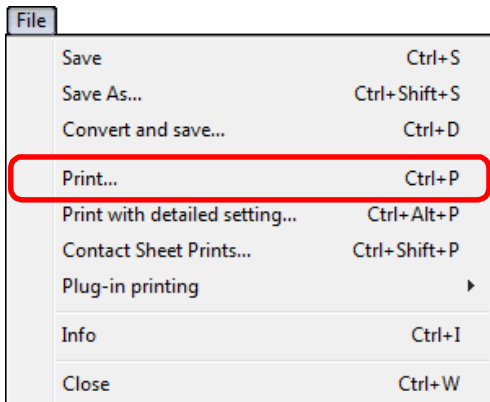 File
Save Ctrl+S
Save As... Ctrl+Shift+S
Convert and save... Ctrl+D
Print... Ctrl+P
Print with detailed setting... Ctrl+Alt+P
Contact Sheet Prints... Ctrl+Shift+P
Plug-in printing
Info Ctrl+I
Close Ctrl+W